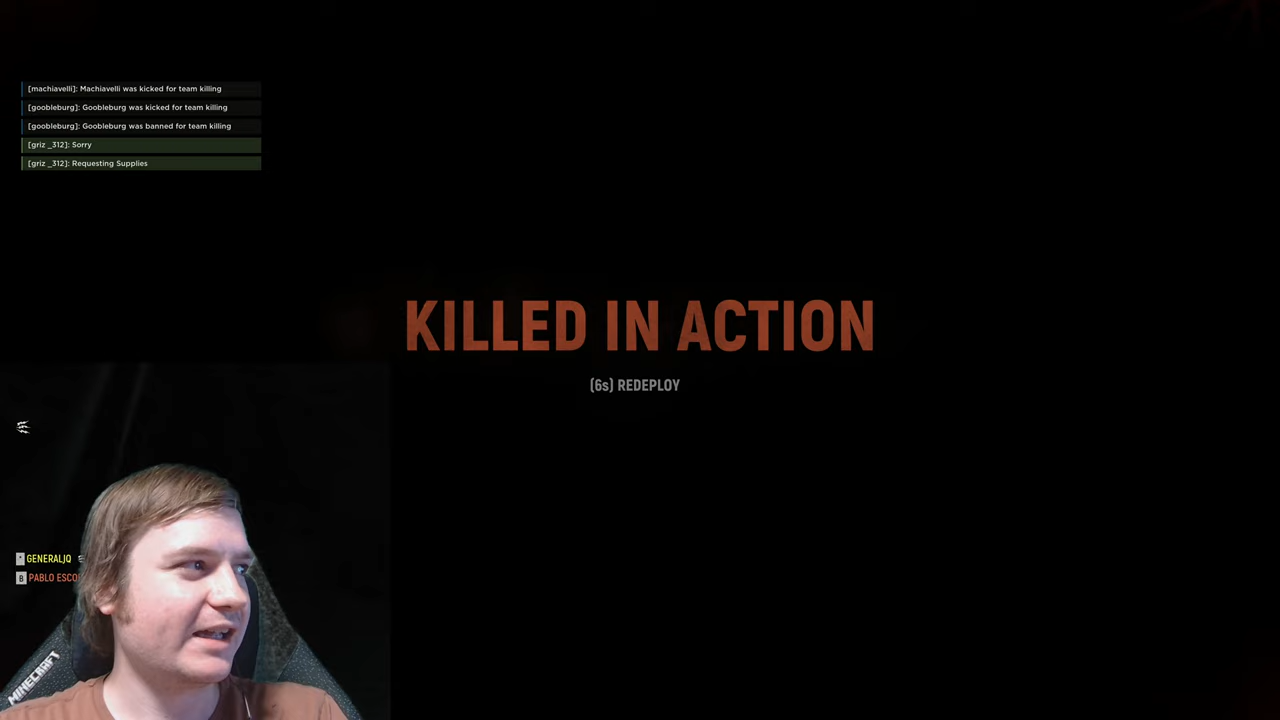 [machiavelli]: Machiavelli was kicked for team killing
[goobleburg]: Goobleburg was kicked for team killing
[goobleburg]: Goobleburg was banned for team killing
[griz _312]: Sorry
[griz _312]: Requesting Supplies
KILLED IN ACTION
(6s) REDEPLOY
* GENERALJQ
B PABLO
MINECRAFT